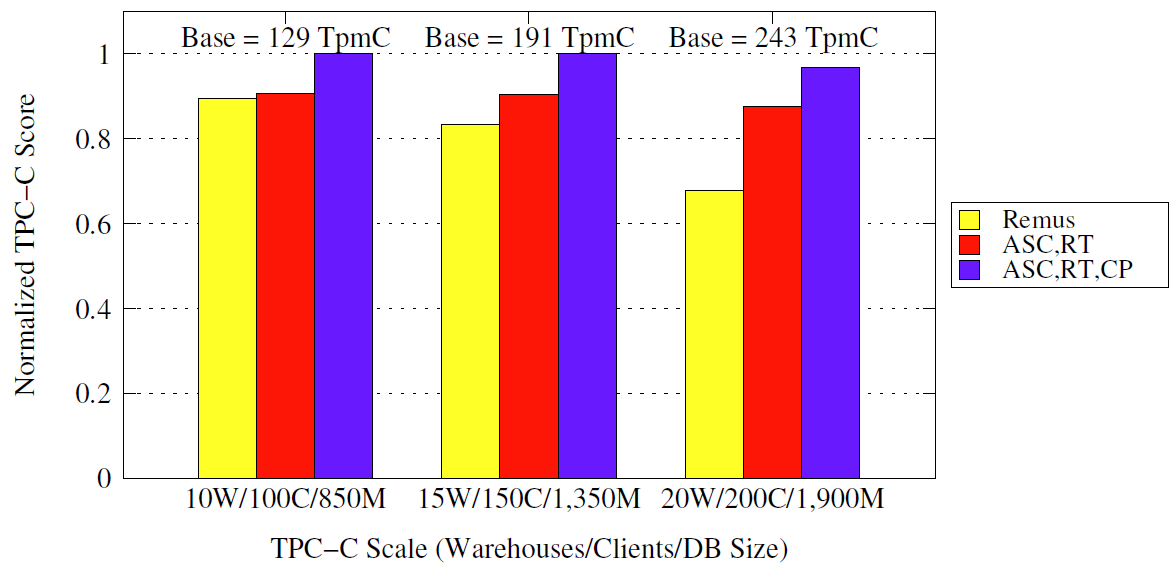 Base = 129 TpmC
Base = 191 TpmC
Base = 243 TpmC
1
0.8
0.6
0.4
0.2
0
Normalized TPC−C Score
10W/100C/850M
15W/150C/1,350M
20W/200C/1,900M
TPC−C Scale (Warehouses/Clients/DB Size)
Remus
ASC,RT
ASC,RT,CP